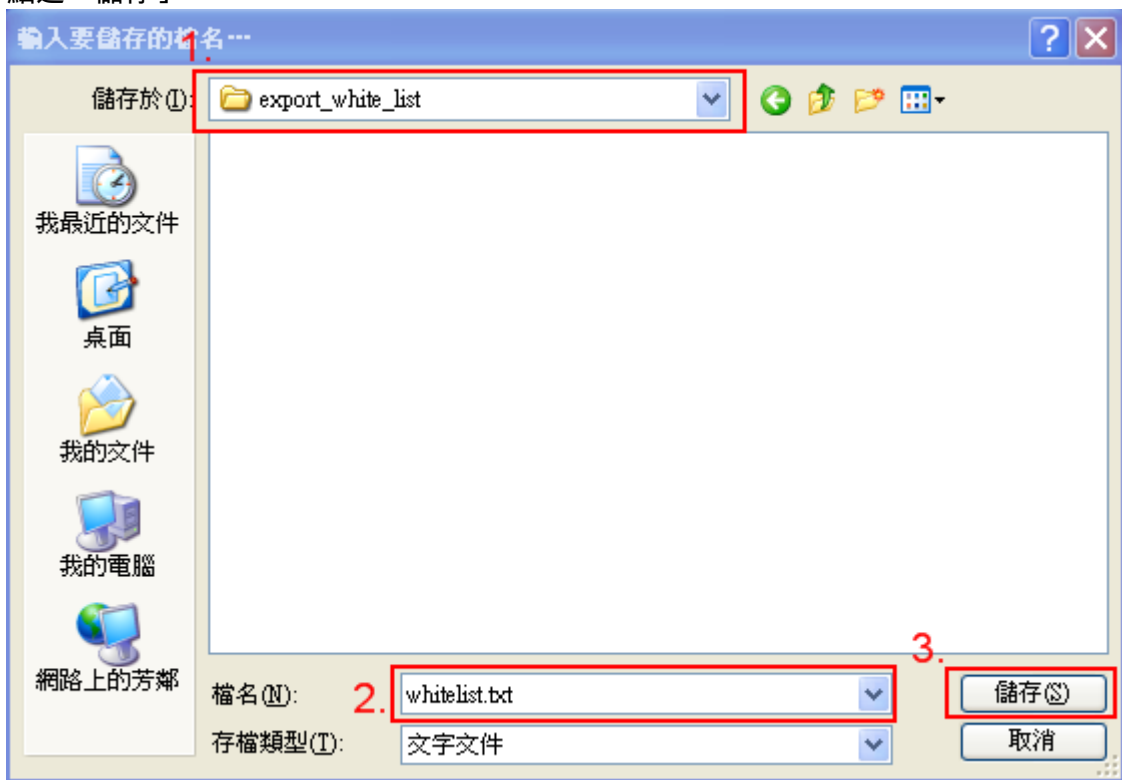 儲存」
輸入要儲存的檔名…
1.
儲存於(I): export_white_list
我最近的文件
桌面
我的文件
我的電腦
網路上的芳鄰
3.
檔名(N): 2. whitelist.txt 儲存(S)
存檔類型(T): 文字文件 取消